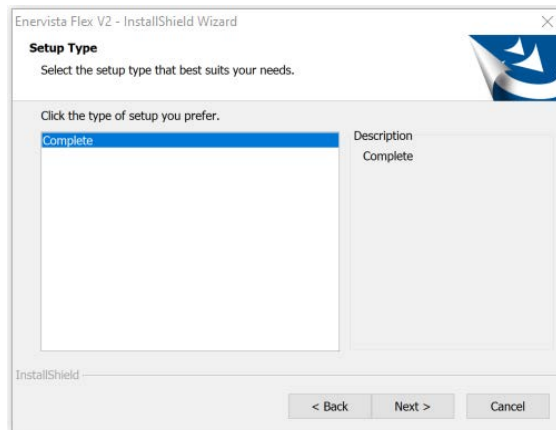 Enervista Flex V2 - InstallShield Wizard
Setup Type
Select the setup type that best suits your needs.
Click the type of setup you prefer.
Complete
Description
Complete
InstallShield
< Back
Next >
Cancel